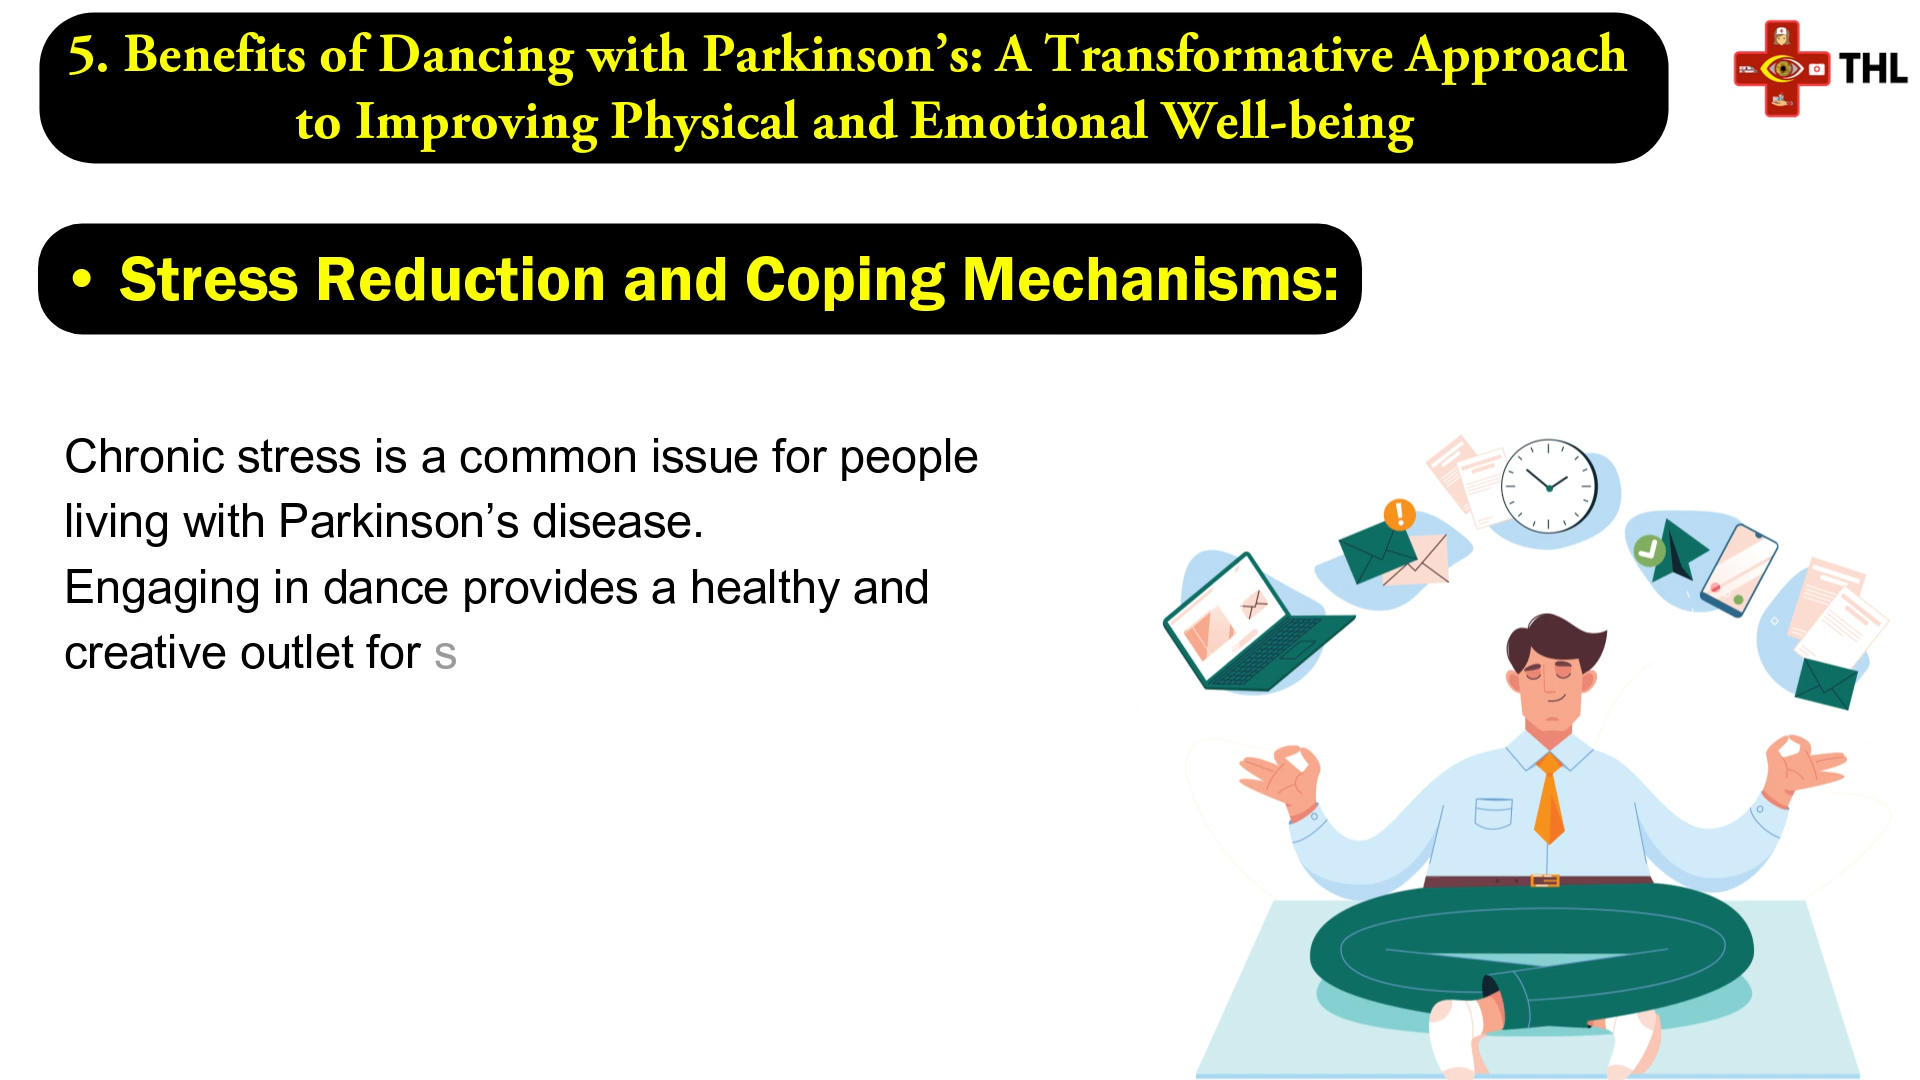 5. Benefits of Dancing with Parkinson’s: A Transformative Approach
to Improving Physical and Emotional Well-being
THL
• Stress Reduction and Coping Mechanisms:
Chronic stress is a common issue for people
living with Parkinson’s disease.
Engaging in dance provides a healthy and
creative outlet for s